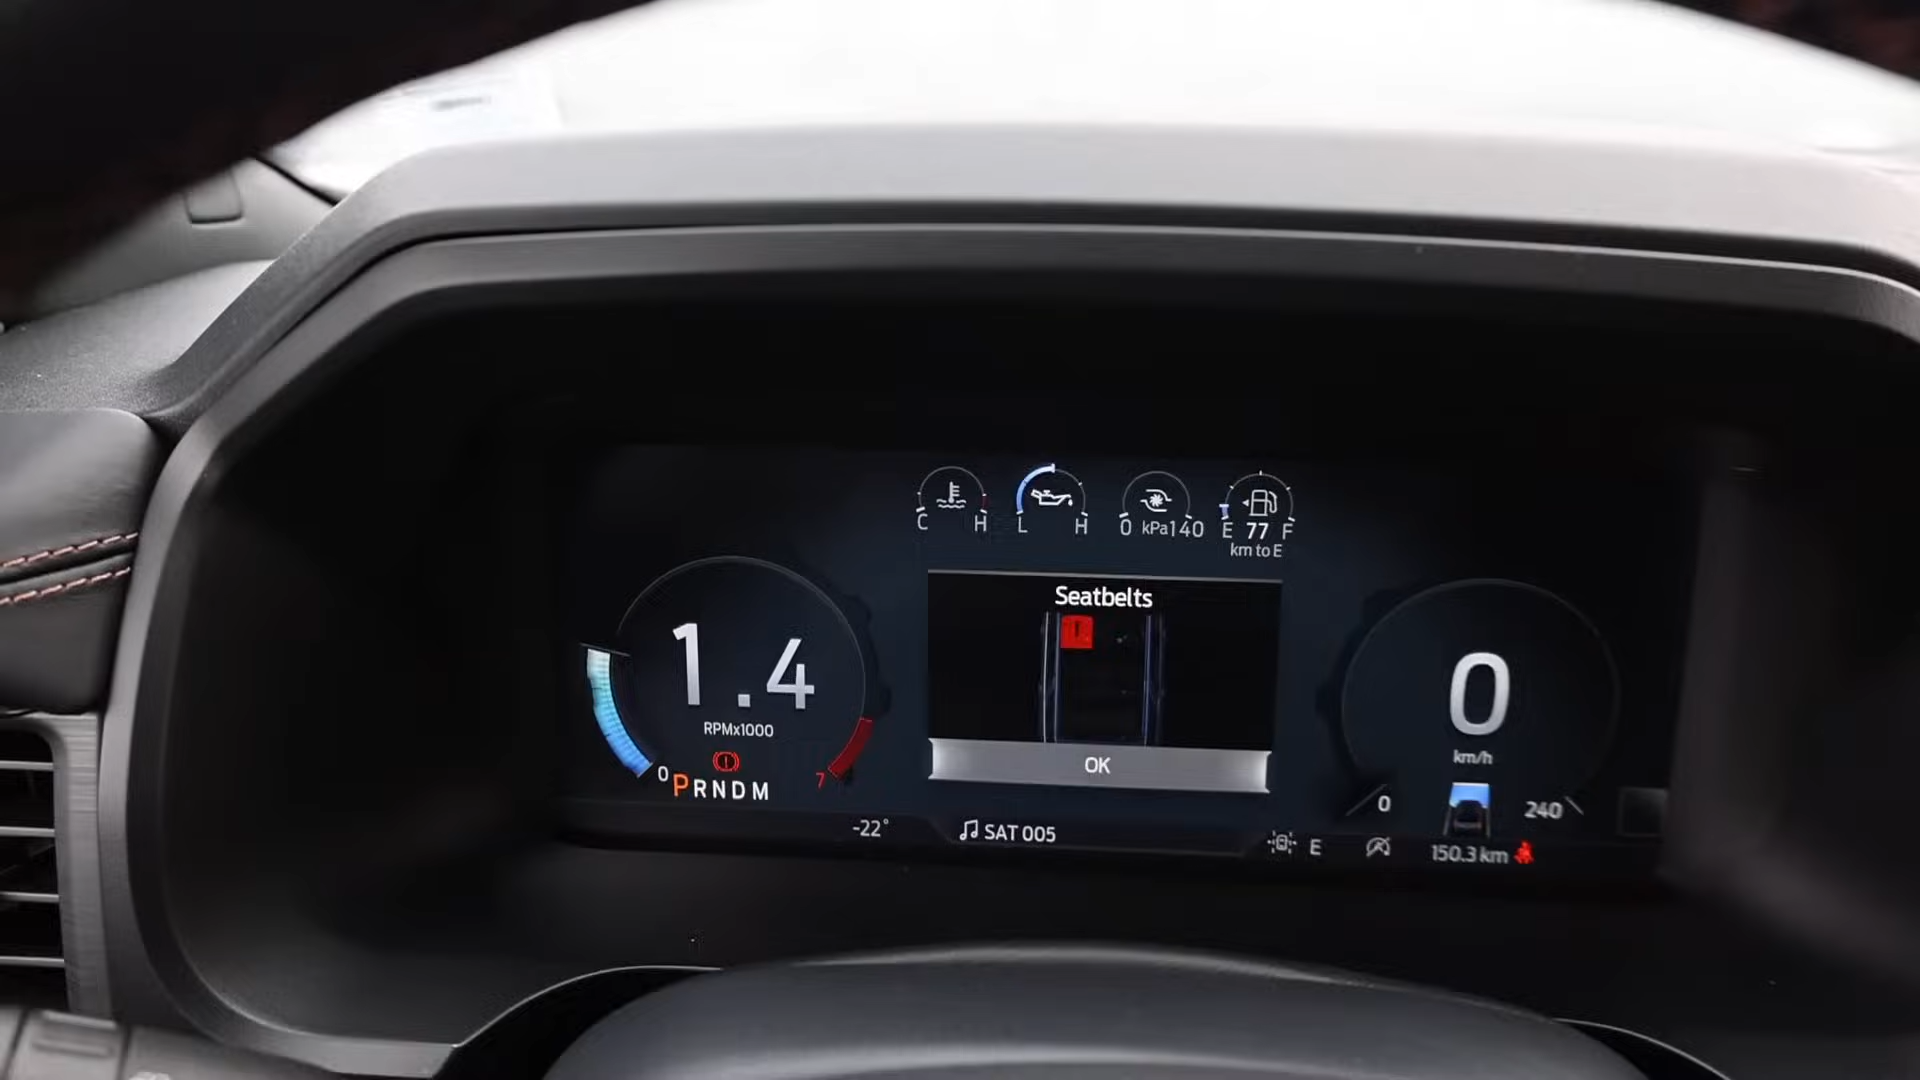 C H
L H
0 kPa 140
E 77 F
km to E
Seatbelts
1.4
RPMx1000
0
7
P R N D M
OK
0
km/h
0
240
-22°
SAT 005
E
150.3 km